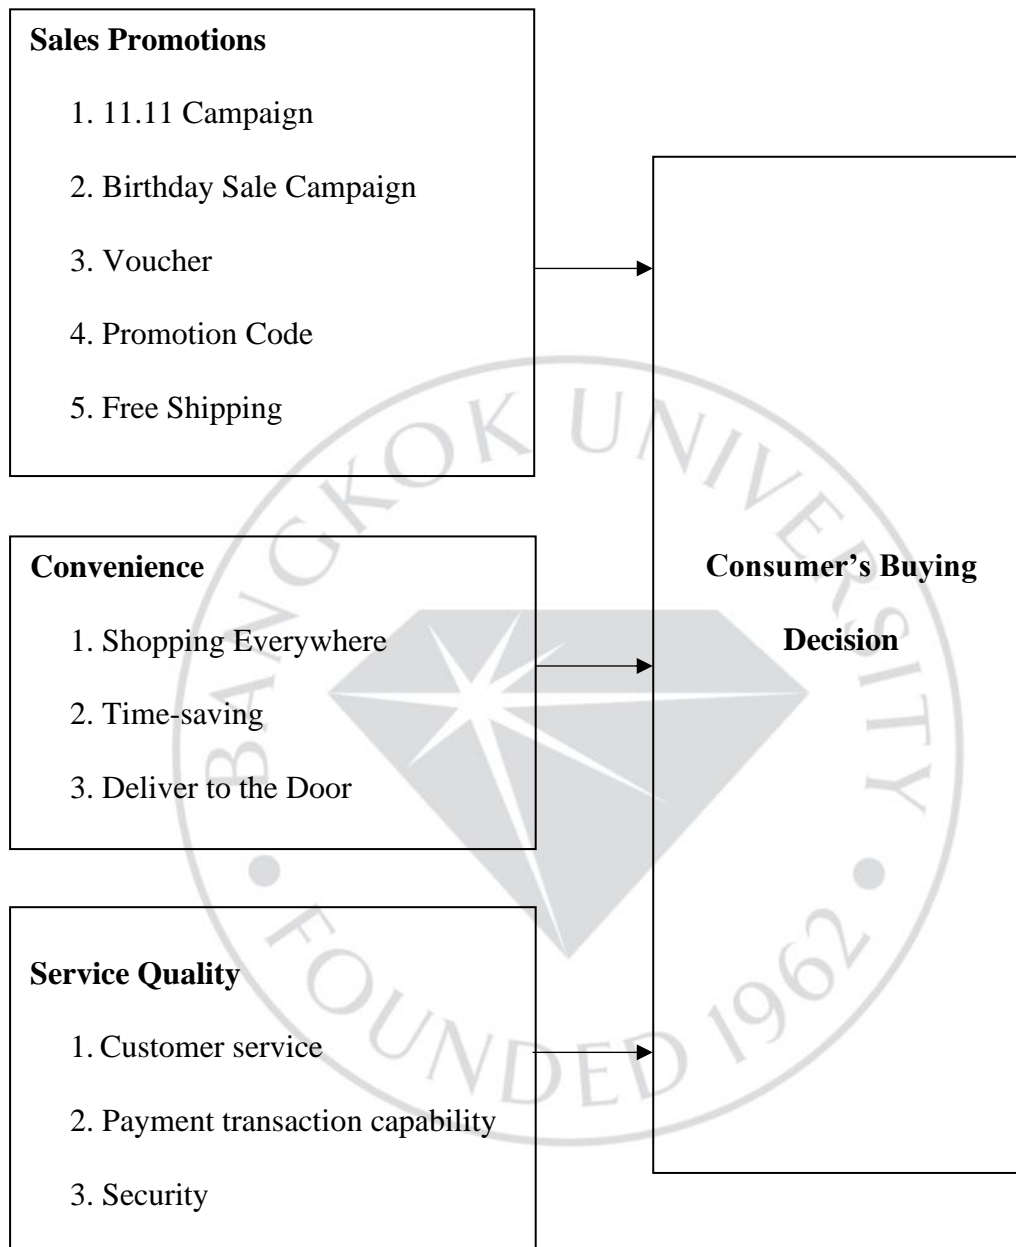 Sales Promotions
1. 11.11 Campaign
2. Birthday Sale Campaign
3. Voucher
4. Promotion Code
5. Free Shipping
Convenience
1. Shopping Everywhere
2. Time-saving
3. Deliver to the Door
Service Quality
1. Customer service
2. Payment transaction capability
3. Security
Consumer’s Buying
Decision
BANGKOK UNIVERSITY
FOUNDED 1962